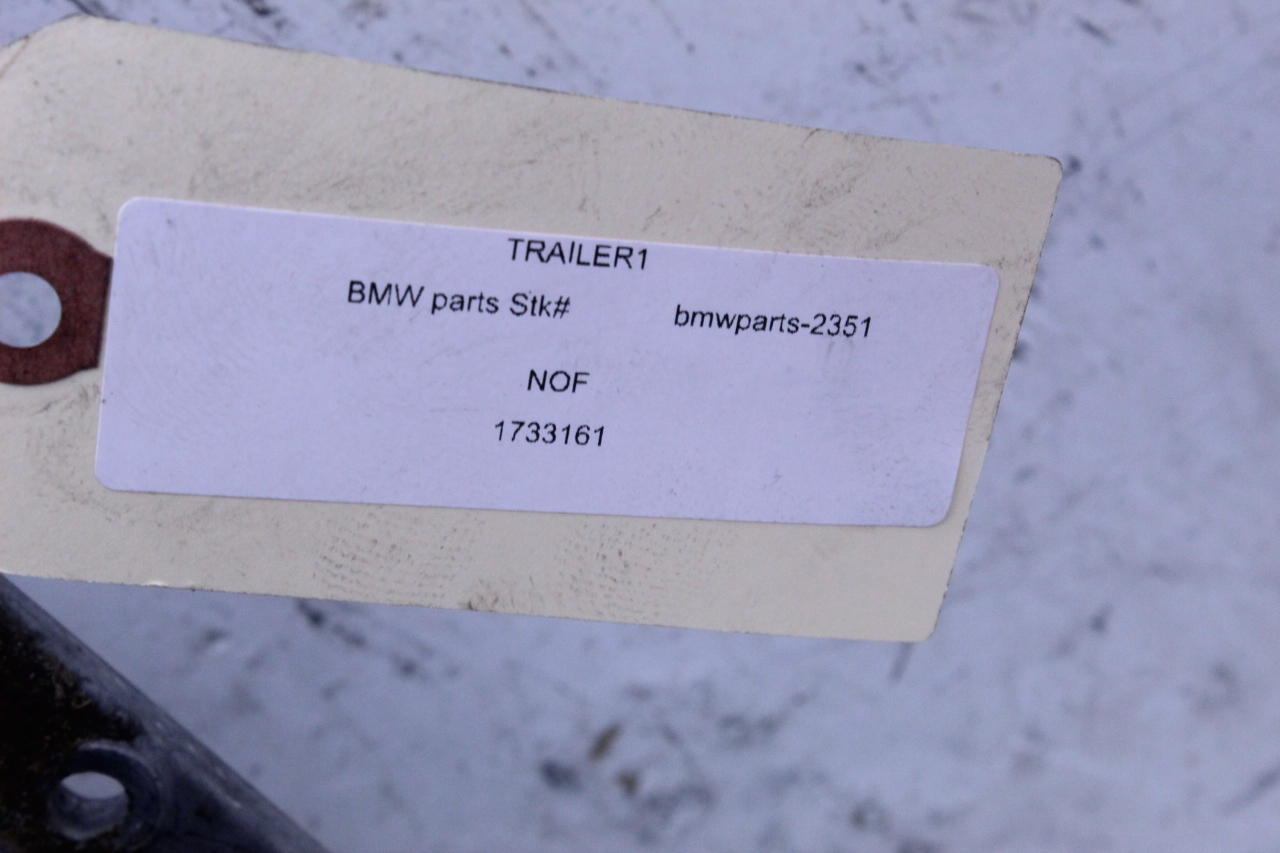 TRAILER1
BMW parts Stk# bmwparts-2351
NOF
1733161